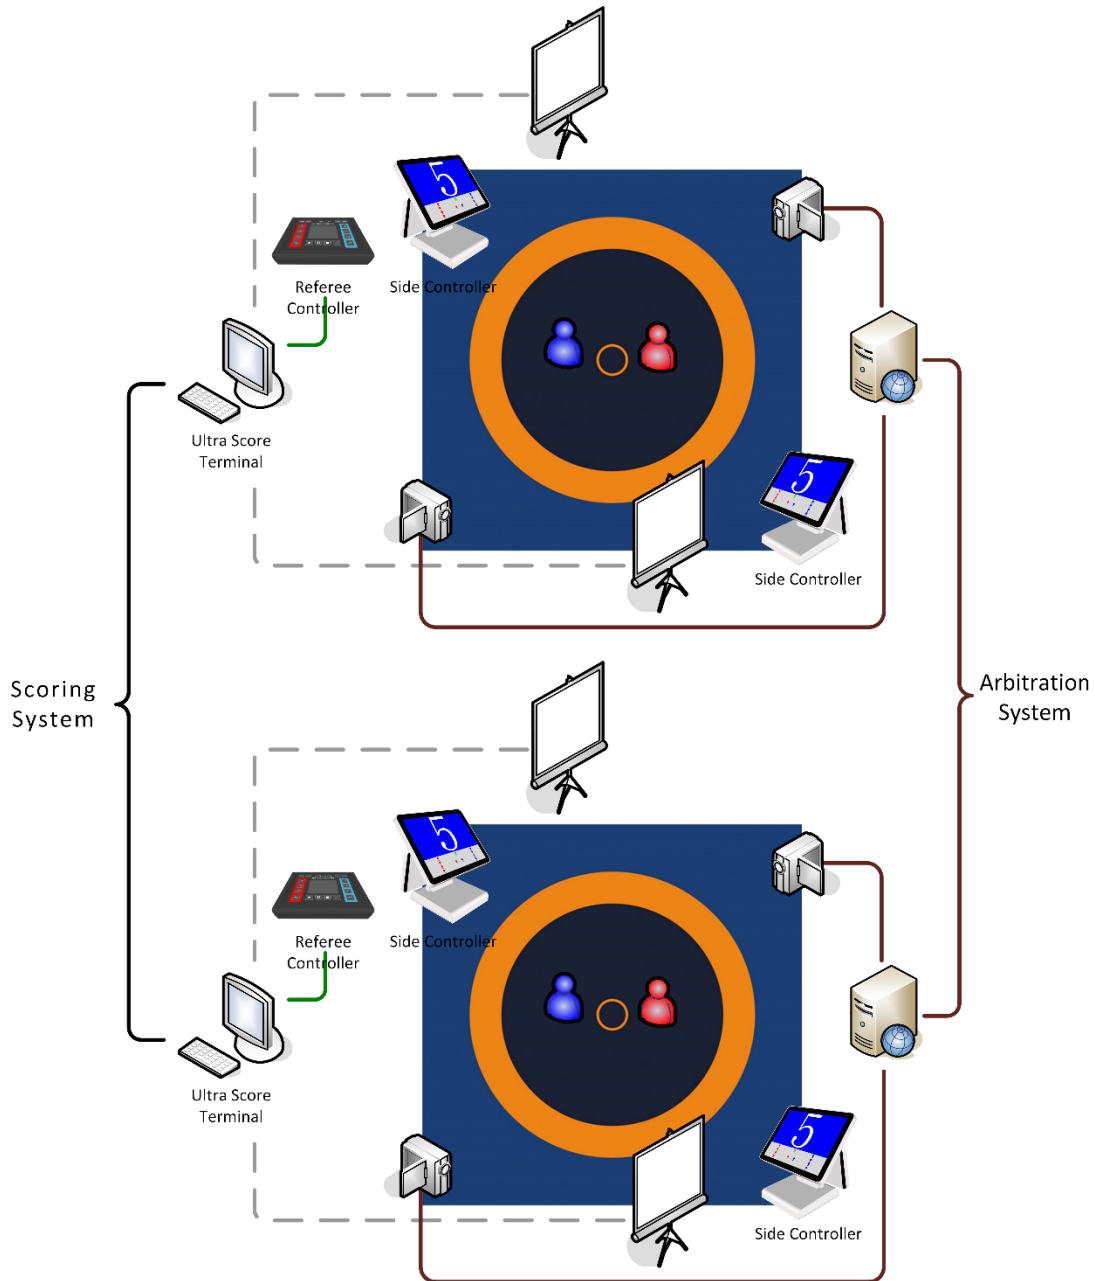 5
Referee
Controller
Side Controller
Ultra Score
Terminal
5
Side Controller
Scoring
System
Arbitration
System
5
Referee
Controller
Side Controller
Ultra Score
Terminal
5
Side Controller